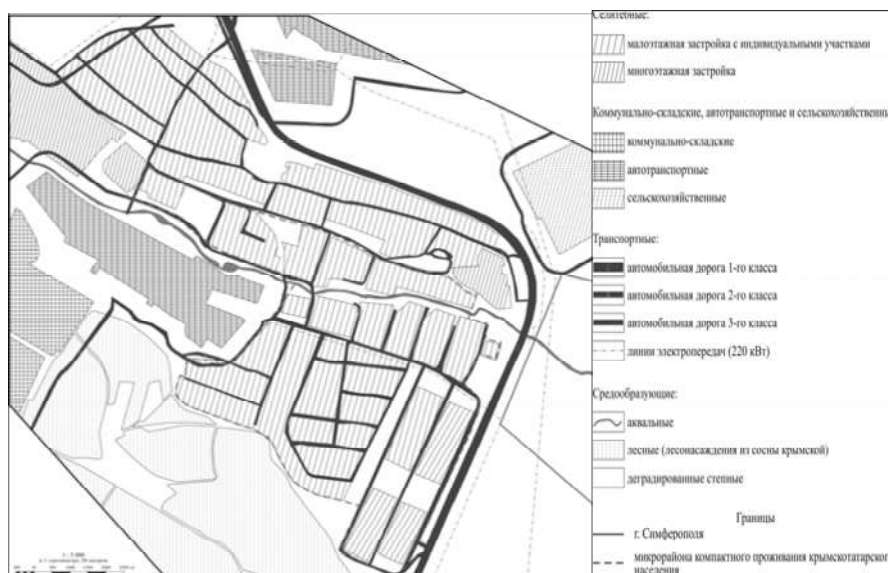 Селитебные:
малоэтажная застройка с индивидуальными участками
многоэтажная застройка
Коммунально-складские, автотранспортные и сельскохозяйственные
коммунально-складские
автотранспортные
сельскохозяйственные
Транспортные:
автомобильная дорога 1-го класса
автомобильная дорога 2-го класса
автомобильная дорога 3-го класса
линии электропередач (220 кВт)
Средообразующие:
аквальные
лесные (лесонасаждения из сосны крымской)
деградированные степные
Границы
г. Симферополя
микрорайона компактного проживания крымскотатарского
населения